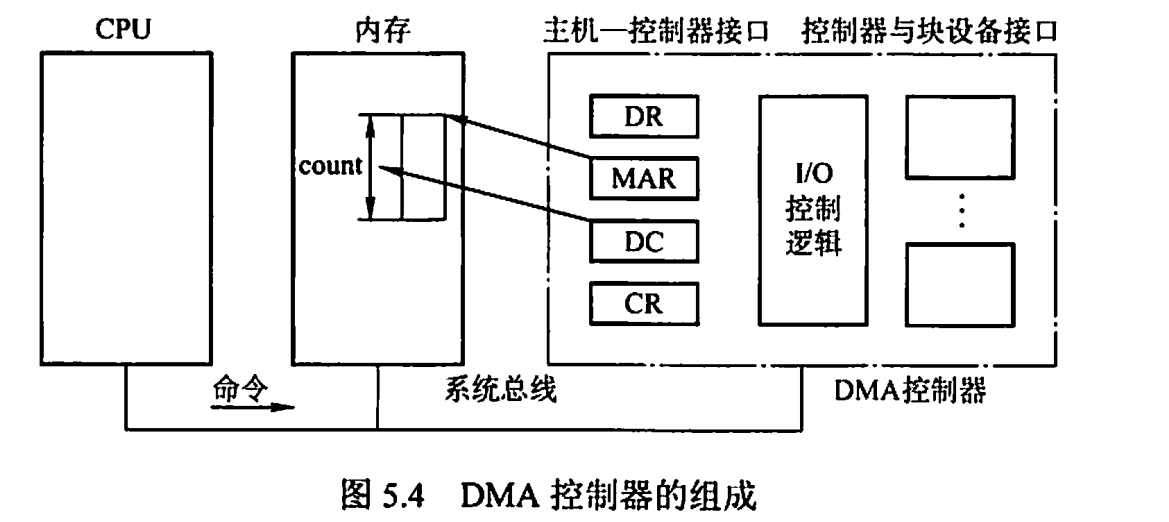 CPU
内存
主机—控制器接口
控制器与块设备接口
count
DR
MAR
DC
CR
I/O
控制
逻辑
⋮
命令
系统总线
DMA控制器
图 5.4 DMA 控制器的组成